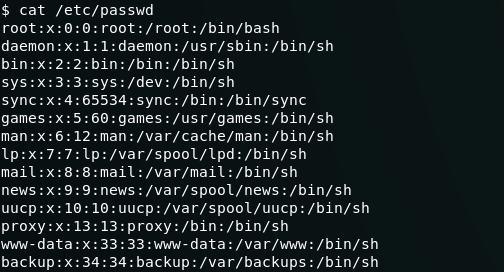 $ cat /etc/passwd
root:x:0:0:root:/root:/bin/bash
daemon:x:1:1:daemon:/usr/sbin:/bin/sh
bin:x:2:2:bin:/bin:/bin/sh
sys:x:3:3:sys:/dev:/bin/sh
sync:x:4:65534:sync:/bin:/bin/sync
games:x:5:60:games:/usr/games:/bin/sh
man:x:6:12:man:/var/cache/man:/bin/sh
lp:x:7:7:lp:/var/spool/lpd:/bin/sh
mail:x:8:8:mail:/var/mail:/bin/sh
news:x:9:9:news:/var/spool/news:/bin/sh
uucp:x:10:10:uucp:/var/spool/uucp:/bin/sh
proxy:x:13:13:proxy:/bin:/bin/sh
www-data:x:33:33:www-data:/var/www:/bin/sh
backup:x:34:34:backup:/var/backups:/bin/sh